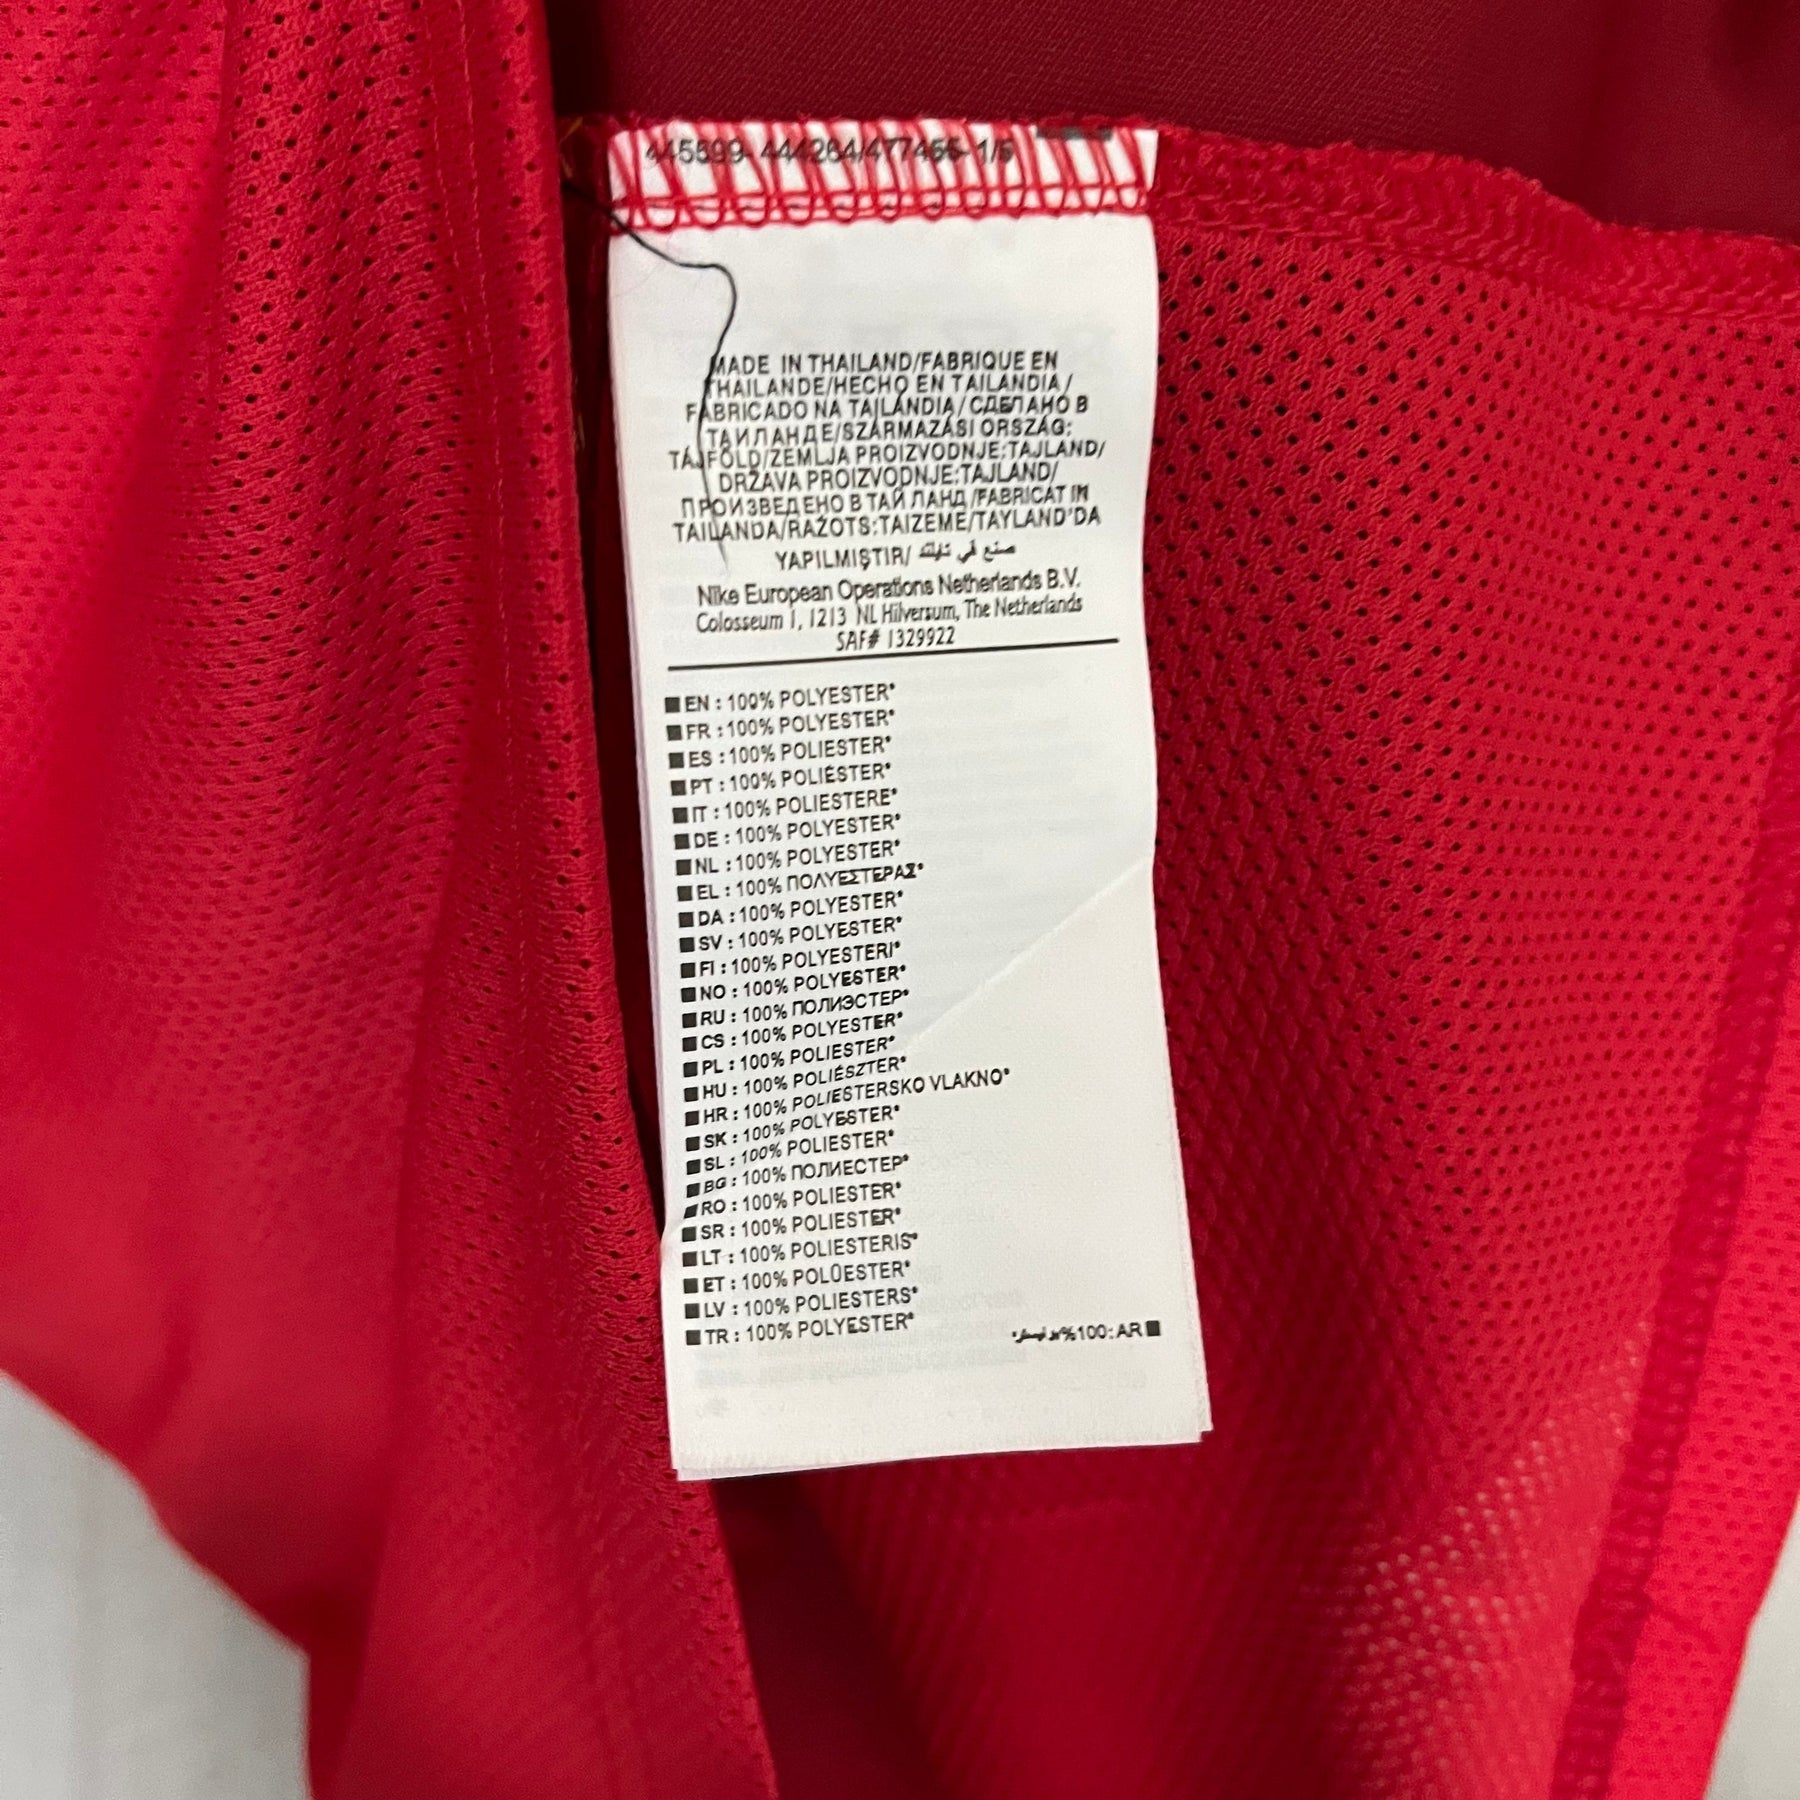 445599- 444264/477455- 1/5
MADE IN THAILAND/FABRIQUE EN
THAILANDE/HECHO EN TAILANDIA/
FABRICADO NA TAILÂNDIA/СДЕЛАНО В
ТАИЛАНДЕ/SZÁRMAZÁSI ORSZÁG:
TÁJFÖLD/ZEMLJA PROIZVODNJE:TAJLAND/
DRŽAVA PROIZVODNJE:TAJLAND/
ПРОИЗВЕДЕНО В ТАЙЛАНД/FABRICAT IN
TAILANDA/RAŽOTS:TAIZEME/TAYLAND'DA
YAPILMIŞTIR/ صنع في تايلاند
Nike European Operations Netherlands B.V.
Colosseum 1, 1213 NL Hilversum, The Netherlands
SAF# 1329922
EN : 100% POLYESTER*
FR : 100% POLYESTER*
ES : 100% POLIESTER*
PT : 100% POLIÉSTER*
IT : 100% POLIESTERE*
DE : 100% POLYESTER*
NL : 100% POLYESTER*
EL : 100% ΠΟΛΥΕΣΤΕΡΑΣ*
DA : 100% POLYESTER*
SV : 100% POLYESTER*
FI : 100% POLYESTERI*
NO : 100% POLYESTER*
RU : 100% ПОЛИЭСТЕР*
CS : 100% POLYESTER*
PL : 100% POLIESTER*
HU : 100% POLIÉSZTER*
HR : 100% POLIESTERSKO VLAKNO*
SK : 100% POLYESTER*
SL : 100% POLIESTER*
BG : 100% ПОЛИЕСТЕР*
RO : 100% POLIESTER*
SR : 100% POLIESTER*
LT : 100% POLIESTERIS*
ET : 100% POLÜESTER*
LV : 100% POLIESTERS*
TR : 100% POLYESTER*
AR :100%